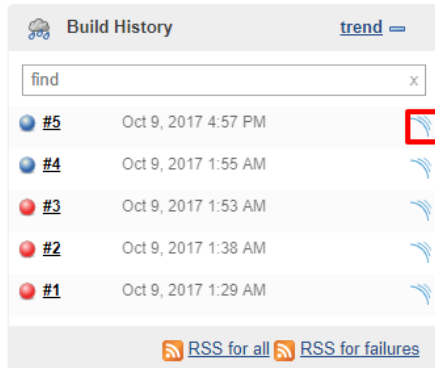 Build History trend
find x
#5 Oct 9, 2017 4:57 PM
#4 Oct 9, 2017 1:55 AM
#3 Oct 9, 2017 1:53 AM
#2 Oct 9, 2017 1:38 AM
#1 Oct 9, 2017 1:29 AM
RSS for all RSS for failures